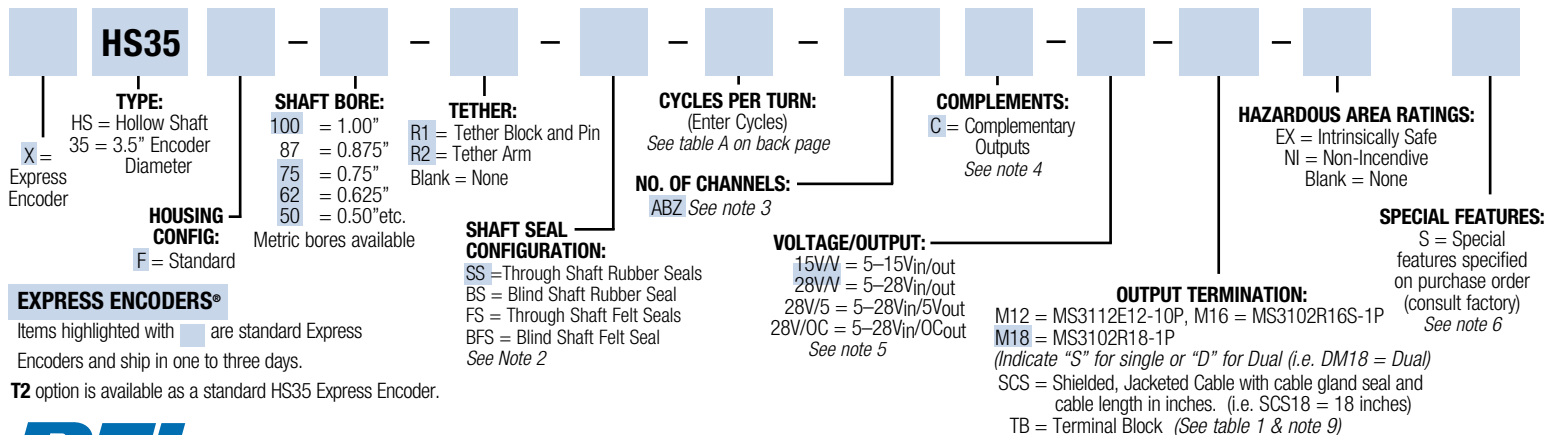 HS35 – – – – – – – –
TYPE:
HS = Hollow Shaft
35 = 3.5" Encoder
Diameter
X =
Express
Encoder
HOUSING
CONFIG:
F = Standard
SHAFT BORE:
100 = 1.00"
87 = 0.875"
75 = 0.75"
62 = 0.625"
50 = 0.50"etc.
Metric bores available
TETHER:
R1 = Tether Block and Pin
R2 = Tether Arm
Blank = None
SHAFT SEAL
CONFIGURATION:
SS =Through Shaft Rubber Seals
BS = Blind Shaft Rubber Seal
FS = Through Shaft Felt Seals
BFS = Blind Shaft Felt Seal
See Note 2
CYCLES PER TURN:
(Enter Cycles)
See table A on back page
NO. OF CHANNELS:
ABZ See note 3
COMPLEMENTS:
C = Complementary
Outputs
See note 4
VOLTAGE/OUTPUT:
15V/V = 5–15Vin/out
28V/V = 5–28Vin/out
28V/5 = 5–28Vin/5Vout
28V/OC = 5–28Vin/OCout
See note 5
OUTPUT TERMINATION:
M12 = MS3112E12-10P, M16 = MS3102R16S-1P
M18 = MS3102R18-1P
(Indicate “S” for single or “D” for Dual (i.e. DM18 = Dual)
SCS = Shielded, Jacketed Cable with cable gland seal and
cable length in inches. (i.e. SCS18 = 18 inches)
TB = Terminal Block (See table 1 & note 9)
HAZARDOUS AREA RATINGS:
EX = Intrinsically Safe
NI = Non-Incendive
Blank = None
SPECIAL FEATURES:
S = Special
features specified
on purchase order
(consult factory)
See note 6
EXPRESS ENCODERS®
Items highlighted with are standard Express
Encoders and ship in one to three days.
T2 option is available as a standard HS35 Express Encoder.